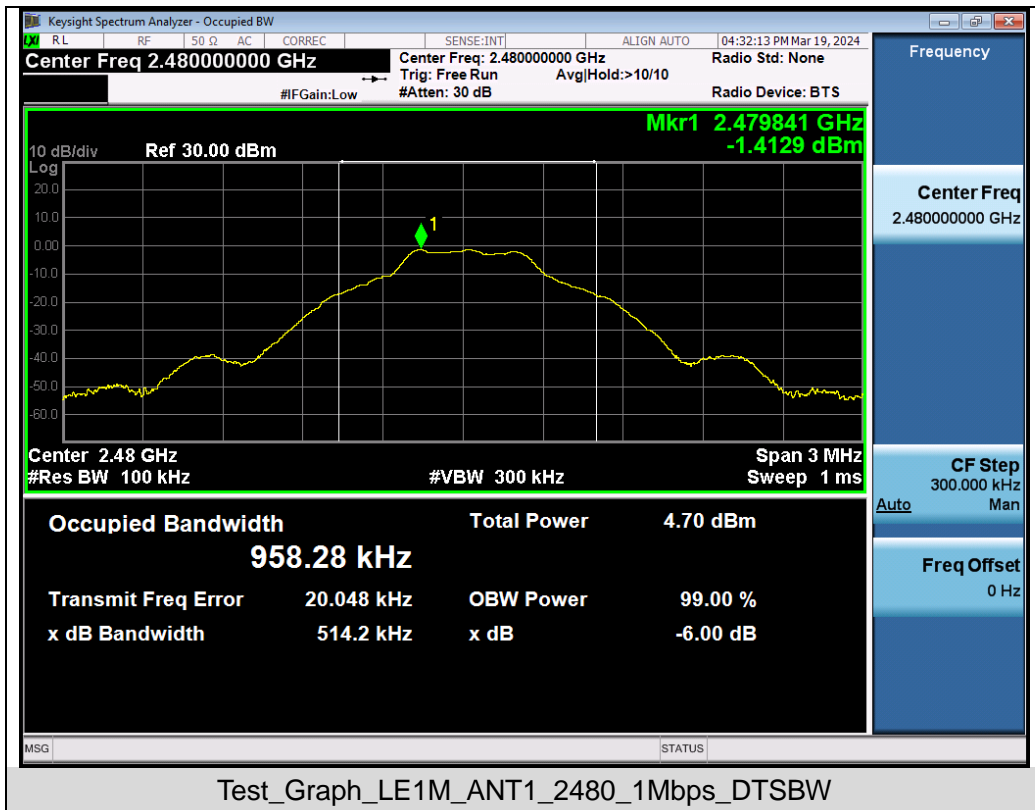 Keysight Spectrum Analyzer - Occupied BW
LXI RL RF 50 Ω AC CORREC SENSE:INT ALIGN AUTO 04:32:13 PM Mar 19, 2024
Center Freq 2.480000000 GHz Center Freq: 2.480000000 GHz Radio Std: None
Trig: Free Run Avg|Hold:>10/10
#IFGain:Low #Atten: 30 dB Radio Device: BTS
Frequency
Mkr1 2.479841 GHz
-1.4129 dBm
10 dB/div Ref 30.00 dBm
Log
20.0
10.0
0.00
-10.0
-20.0
-30.0
-40.0
-50.0
-60.0
1
Center 2.48 GHz Span 3 MHz
#Res BW 100 kHz #VBW 300 kHz Sweep 1 ms
Center Freq
2.480000000 GHz
CF Step
300.000 kHz
Auto Man
Freq Offset
0 Hz
Occupied Bandwidth Total Power 4.70 dBm
958.28 kHz
Transmit Freq Error 20.048 kHz OBW Power 99.00 %
x dB Bandwidth 514.2 kHz x dB -6.00 dB
MSG STATUS
Test_Graph_LE1M_ANT1_2480_1Mbps_DTSBW